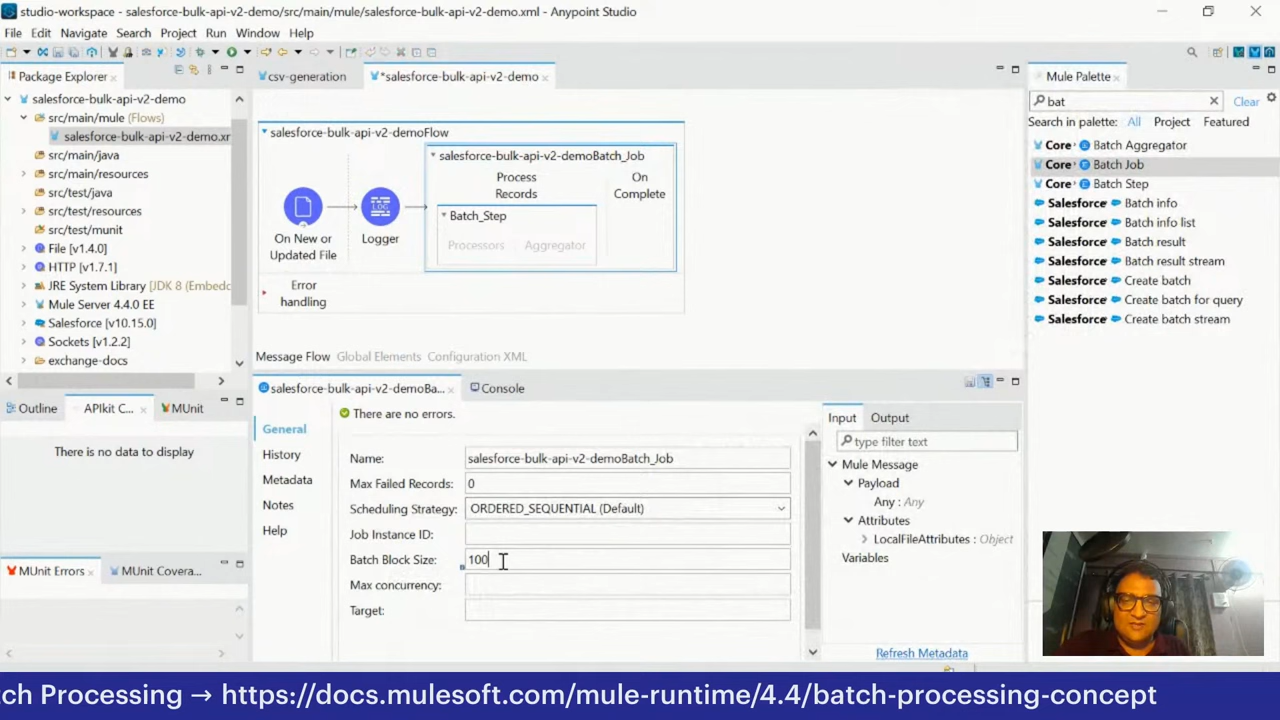 studio-workspace - salesforce-bulk-api-v2-demo/src/main/mule/salesforce-bulk-api-v2-demo.xml - Anypoint Studio
File Edit Navigate Search Project Run Window Help
Package Explorer
salesforce-bulk-api-v2-demo
src/main/mule (Flows)
salesforce-bulk-api-v2-demo.xr
src/main/java
src/main/resources
src/test/java
src/test/resources
src/test/munit
File [v1.4.0]
HTTP [v1.7.1]
JRE System Library [JDK 8 (Embedc
Mule Server 4.4.0 EE
Salesforce [v10.15.0]
Sockets [v1.2.2]
exchange-docs
Outline APIkit C... MUnit
There is no data to display
MUnit Errors MUnit Covera...
csv-generation *salesforce-bulk-api-v2-demo
salesforce-bulk-api-v2-demoFlow
salesforce-bulk-api-v2-demoBatch_Job
Process
Records
On
Complete
Batch_Step
Processors Aggregator
On New or
Updated File
LOG
Logger
Error
handling
Message Flow Global Elements Configuration XML
salesforce-bulk-api-v2-demoBa... Console
There are no errors.
General
History
Metadata
Notes
Help
Name: salesforce-bulk-api-v2-demoBatch_Job
Max Failed Records: 0
Scheduling Strategy: ORDERED_SEQUENTIAL (Default)
Job Instance ID:
Batch Block Size: 100
Max concurrency:
Target:
Input Output
type filter text
Mule Message
Payload
Any : Any
Attributes
LocalFileAttributes : Object
Variables
Refresh Metadata
Mule Palette
bat
Clear
Search in palette: All Project Featured
Core Batch Aggregator
Core Batch Job
Core Batch Step
Salesforce Batch info
Salesforce Batch info list
Salesforce Batch result
Salesforce Batch result stream
Salesforce Create batch
Salesforce Create batch for query
Salesforce Create batch stream
tch Processing → https://docs.mulesoft.com/mule-runtime/4.4/batch-processing-concept